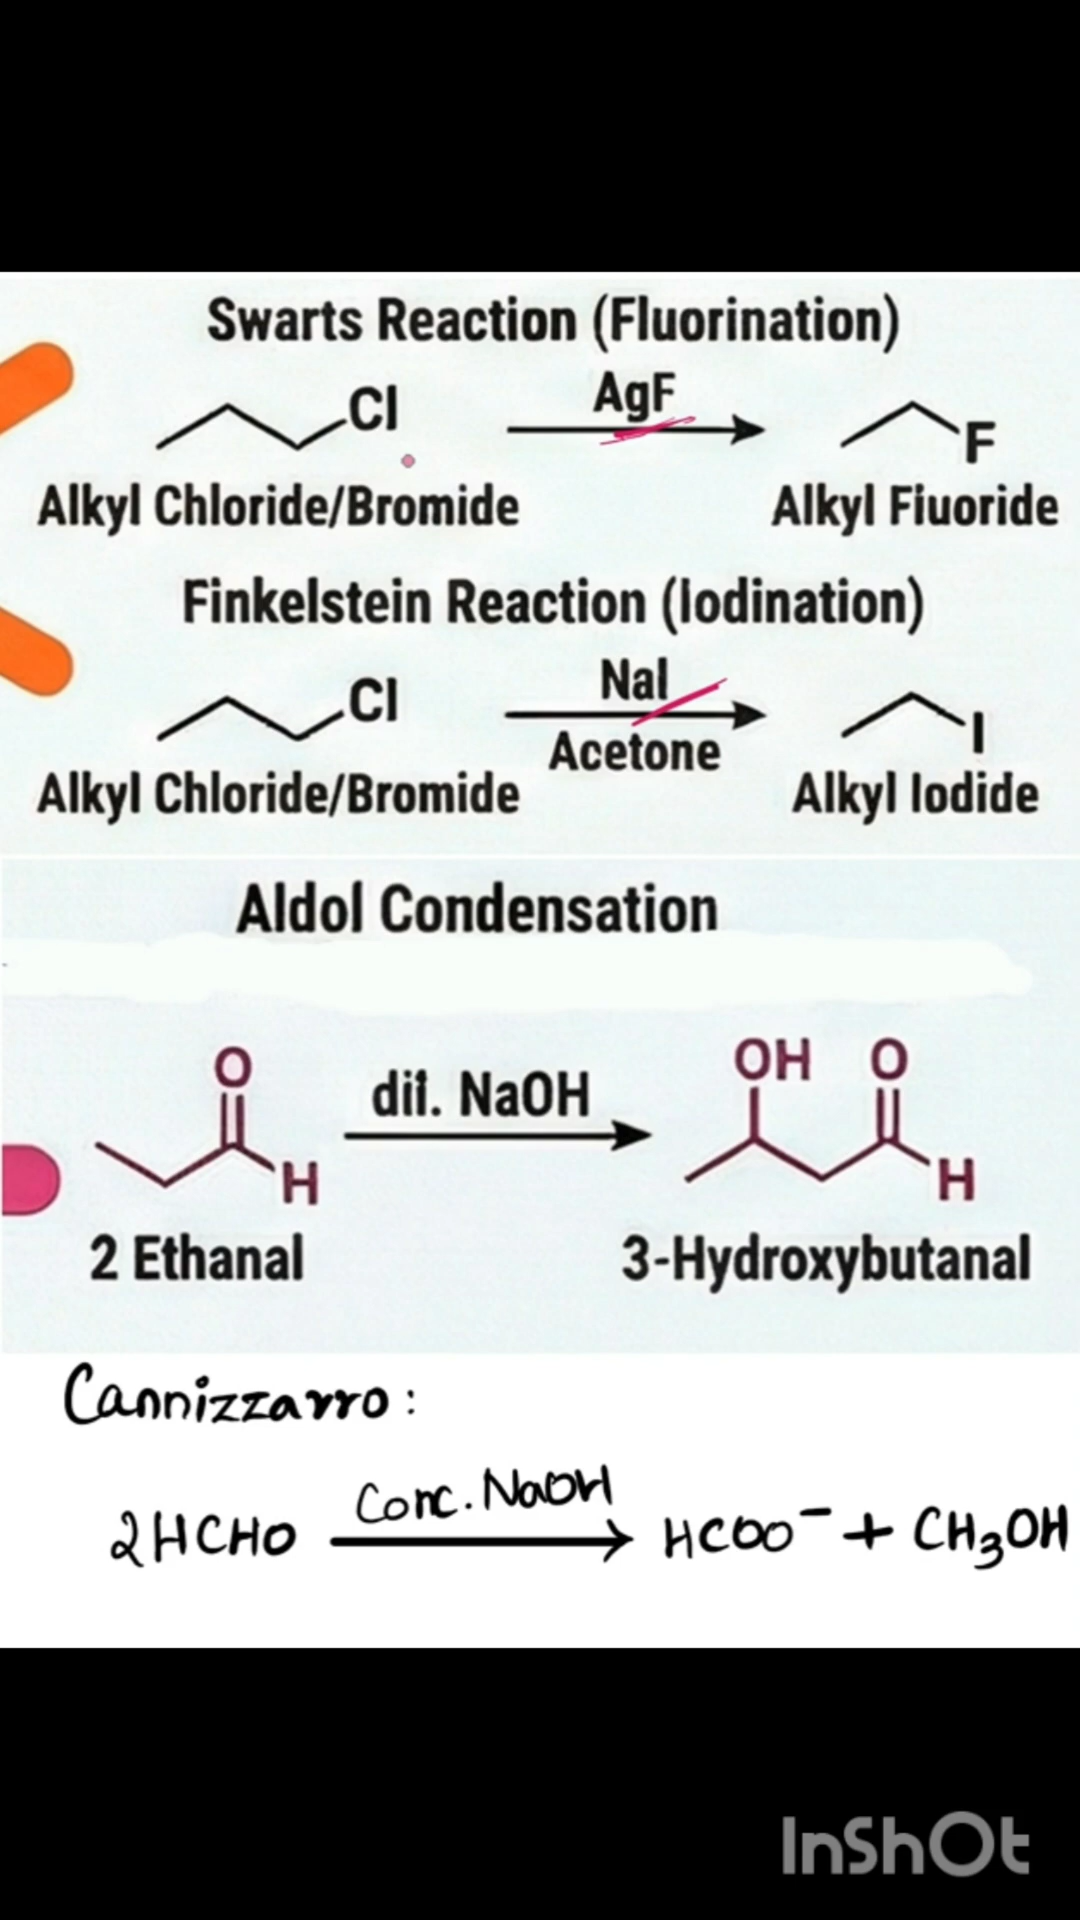 Swarts Reaction (Fluorination)
Cl
AgF
F
Alkyl Chloride/Bromide
Alkyl Fiuoride
Finkelstein Reaction (Iodination)
Cl
NaI
Acetone
I
Alkyl Chloride/Bromide
Alkyl Iodide
Aldol Condensation
O
H
dil. NaOH
OH O
H
2 Ethanal
3-Hydroxybutanal
Cannizzarro :
2HCHO Conc. NaOH HCOO⁻ + CH₃OH
InShOt